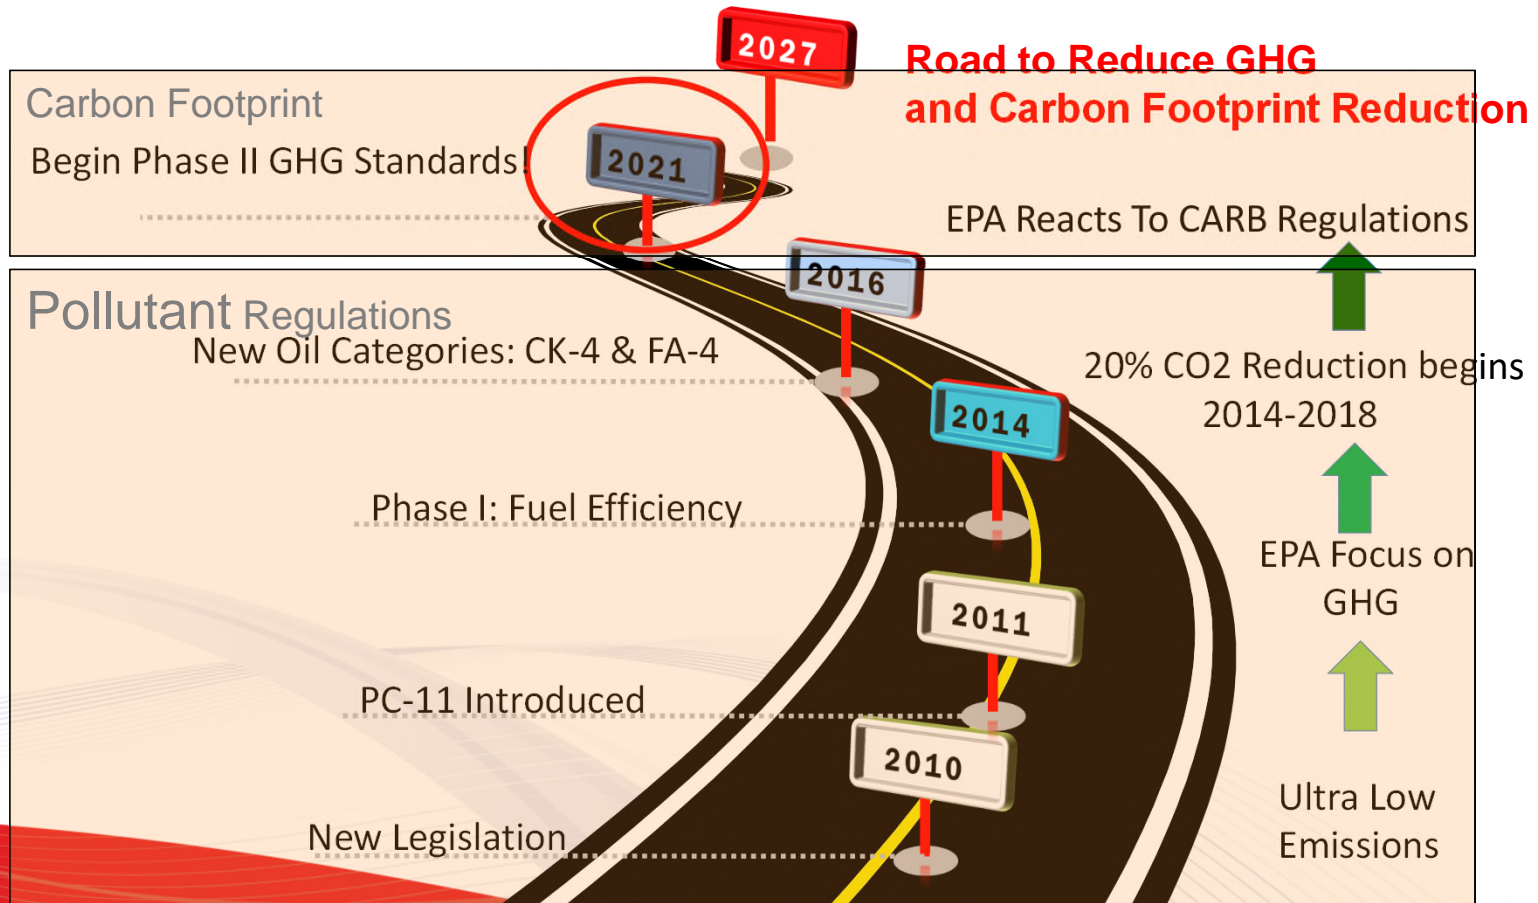 2027
Road to Reduce GHG
and Carbon Footprint Reduction
Carbon Footprint
Begin Phase II GHG Standards!
2021
EPA Reacts To CARB Regulations
2016
Pollutant Regulations
New Oil Categories: CK-4 & FA-4
20% CO2 Reduction begins
2014-2018
2014
Phase I: Fuel Efficiency
EPA Focus on
GHG
2011
PC-11 Introduced
2010
New Legislation
Ultra Low
Emissions